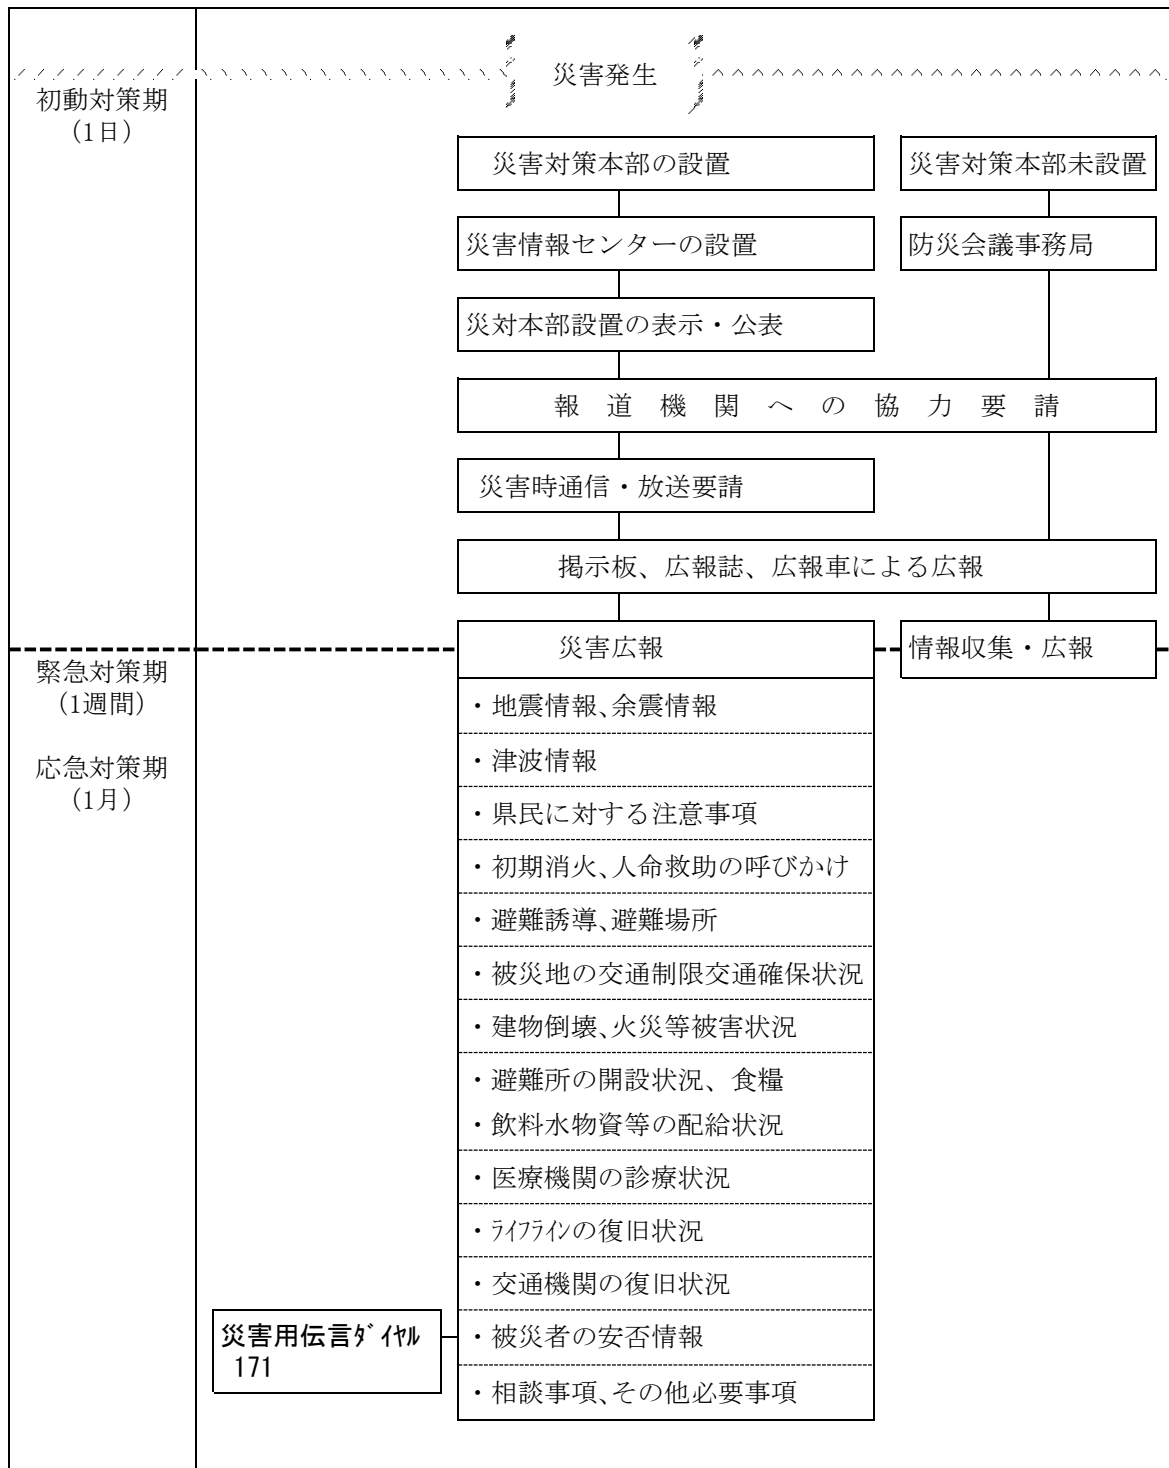 災害発生
初動対策期
(1日)
災害対策本部の設置
災害対策本部未設置
災害情報センターの設置
防災会議事務局
災対本部設置の表示・公表
報道機関への協力要請
災害時通信・放送要請
掲示板、広報誌、広報車による広報
災害広報
情報収集・広報
緊急対策期
(1週間)
応急対策期
(1月)
・地震情報、余震情報
・津波情報
・県民に対する注意事項
・初期消火、人命救助の呼びかけ
・避難誘導、避難場所
・被災地の交通制限交通確保状況
・建物倒壊、火災等被害状況
・避難所の開設状況、食糧
・飲料水物資等の配給状況
・医療機関の診療状況
・ﾗｲﾌﾗｲﾝの復旧状況
・交通機関の復旧状況
災害用伝言ﾀﾞｲﾔﾙ
171
・被災者の安否情報
・相談事項、その他必要事項